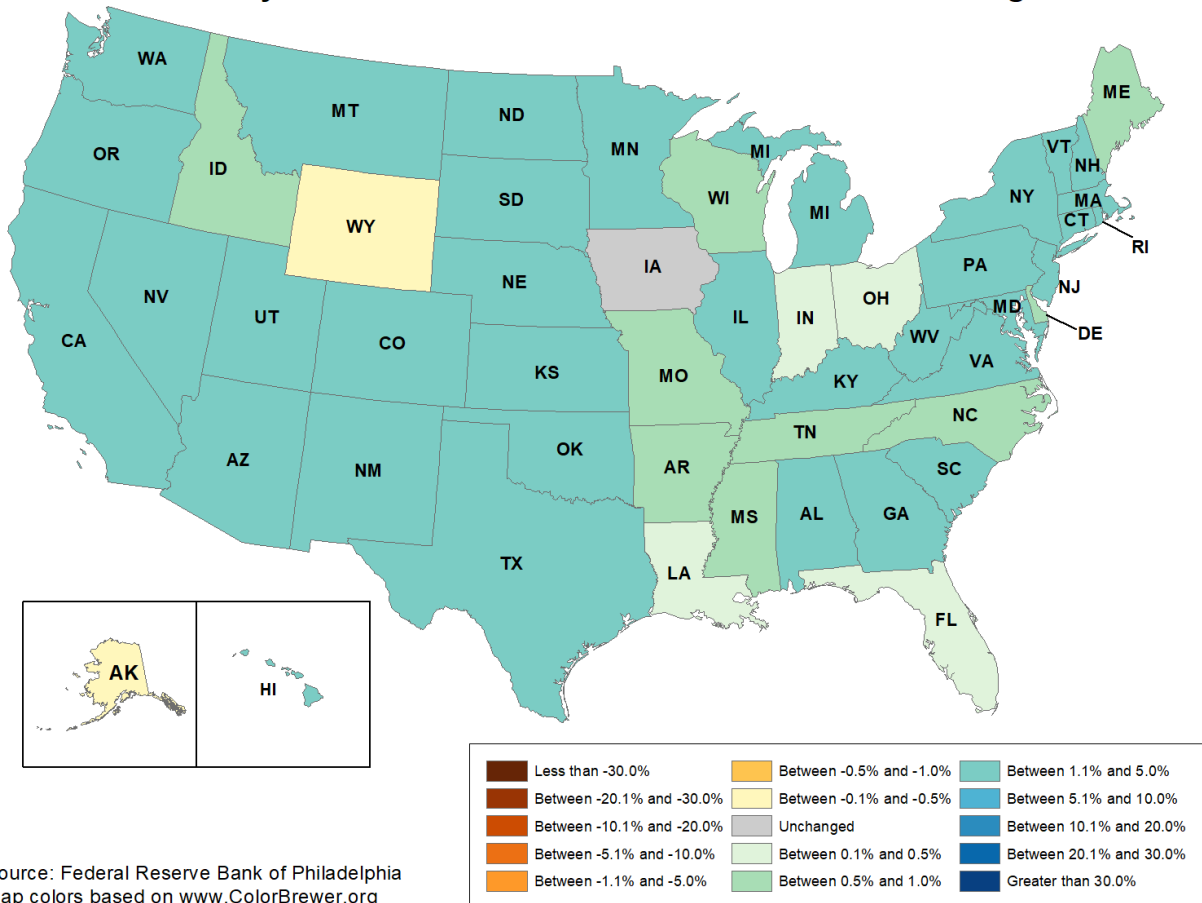 WA
MT
ND
MN
OR
ID
SD
WI
MI
MI
ME
VT
NH
NY
MA
CT
RI
WY
IA
NE
PA
NJ
NV
UT
CO
IL
IN
OH
MD
DE
CA
KS
MO
WV
VA
KY
AZ
NM
OK
AR
TN
NC
SC
TX
LA
MS
AL
GA
FL
AK
HI
Less than -30.0%
Between -20.1% and -30.0%
Between -10.1% and -20.0%
Between -5.1% and -10.0%
Between -1.1% and -5.0%
Between -0.5% and -1.0%
Between -0.1% and -0.5%
Unchanged
Between 0.1% and 0.5%
Between 0.5% and 1.0%
Between 1.1% and 5.0%
Between 5.1% and 10.0%
Between 10.1% and 20.0%
Between 20.1% and 30.0%
Greater than 30.0%
ource: Federal Reserve Bank of Philadelphia
ap colors based on www.ColorBrewer.org